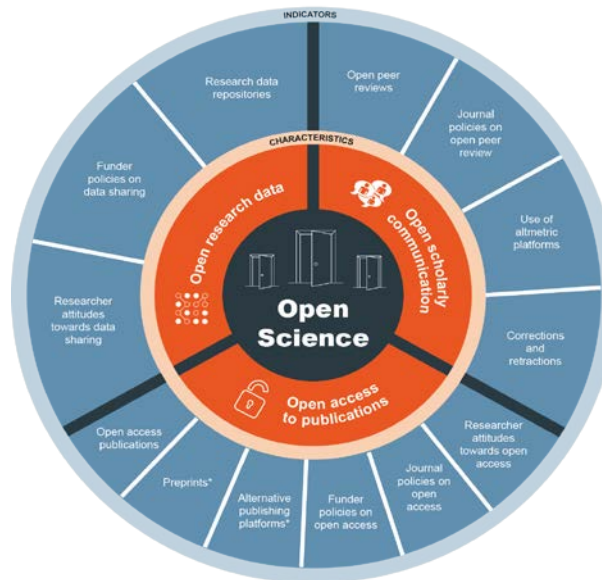 INDICATORS
Research data
repositories
Open peer
reviews
Journal
policies on
open peer
review
Funder
policies on
data sharing
CHARACTERISTICS
Open research data
Open scholarly
communication
Use of
altmetric
platforms
Open
Science
Researcher
attitudes
towards data
sharing
Corrections
and
retractions
Open access
to publications
Open access
publications
Preprints*
Alternative
publishing
platforms*
Funder
policies on
open access
Journal
policies on
open
access
Researcher
attitudes
towards open
access